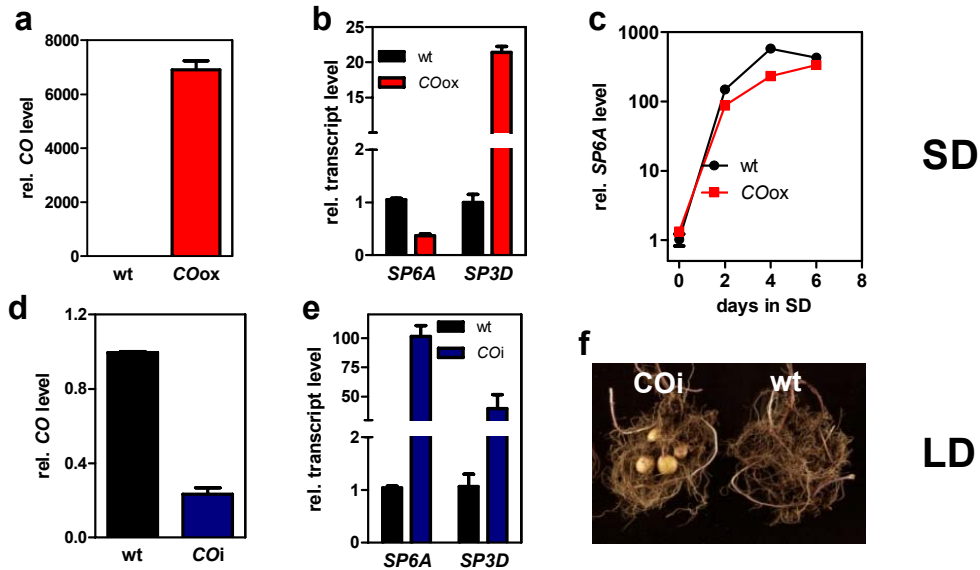 a
rel. CO level
8000
6000
4000
2000
0
wt
COox
b
rel. transcript level
25
20
15
2
1
0
wt
COox
SP6A
SP3D
c
rel. SP6A level
1000
100
10
1
wt
COox
0
2
4
6
8
days in SD
SD
d
rel. CO level
1.2
0.8
0.4
0.0
wt
COi
e
rel. transcript level
100
75
50
2
1
0
wt
COi
SP6A
SP3D
f
COi
wt
LD